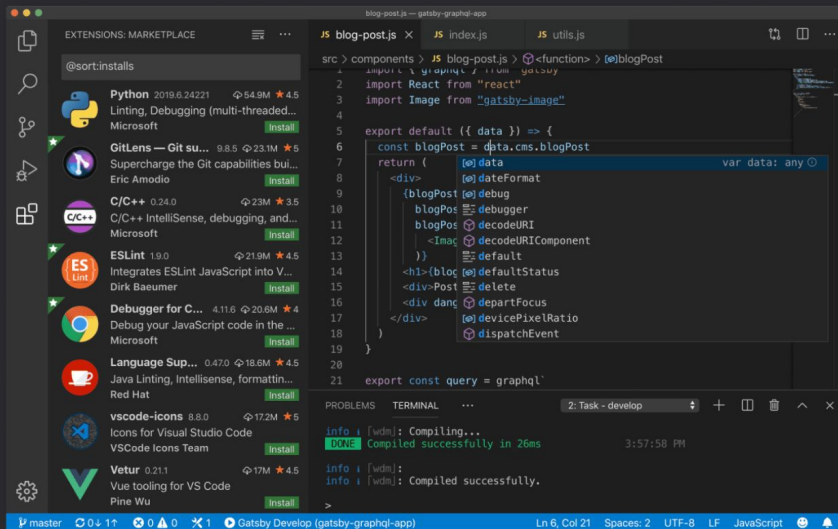 blog-post.js — gatsby-graphql-app
EXTENSIONS: MARKETPLACE
@sort:installs
Python 2019.6.24221 54.9M 4.5
Linting, Debugging (multi-threaded...
Microsoft Install
GitLens — Git su... 9.8.5 23.1M 5
Supercharge the Git capabilities bui...
Eric Amodio Install
C/C++
C/C++ 0.24.0 23M 3.5
C/C++ IntelliSense, debugging, and...
Microsoft Install
ES
Lint
ESLint 1.9.0 21.9M 4.5
Integrates ESLint JavaScript into V...
Dirk Baeumer Install
Debugger for C... 4.11.6 20.6M 4
Debug your JavaScript code in the ...
Microsoft Install
Language Sup... 0.47.0 18.6M 4.5
Java Linting, Intellisense, formattin...
Red Hat Install
vscode-icons 8.8.0 17.2M 5
Icons for Visual Studio Code
VSCode Icons Team Install
Vetur 0.21.1 17M 4.5
Vue tooling for VS Code
Pine Wu Install
JS blog-post.js JS index.js JS utils.js
src > components > JS blog-post.js > <function> > blogPost
1 import { graphql } from "gatsby"
2 import React from "react"
3 import Image from "gatsby-image"
4
5 export default ({ data }) => {
6 const blogPost = data.cms.blogPost
7 return (
8 <div>
9 {blogPos
10 blogPos
11 blogPos
12 <Imag
13 )}
14 <h1>{blog
15 <div>Post
16 <div dang
17 </div>
18 )
19 }
20
21 export const query = graphql`
data var data: any
dateFormat
debug
debugger
decodeURI
decodeURIComponent
default
defaultStatus
delete
departFocus
devicePixelRatio
dispatchEvent
PROBLEMS TERMINAL ... 2: Task - develop
info [wdm]: Compiling...
DONE Compiled successfully in 26ms 3:57:58 PM
info [wdm]:
info [wdm]: Compiled successfully.
>
master 0↓ 1↑ 0 0 1 Gatsby Develop (gatsby-graphql-app) Ln 6, Col 21 Spaces: 2 UTF-8 LF JavaScript